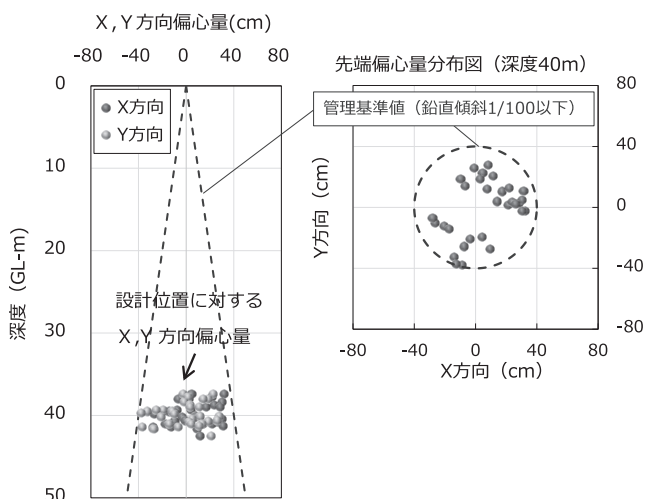 X,Y方向偏心量(cm)
-80 -40 0 40 80
0
10
20
30
40
50
深度 (GL-m)
X方向
Y方向
設計位置に対する
X,Y 方向偏心量
先端偏心量分布図（深度40m）
管理基準値（鉛直傾斜1/100以下）
80
40
0
-40
-80
Y方向（cm）
-80 -40 0 40 80
X方向（cm）